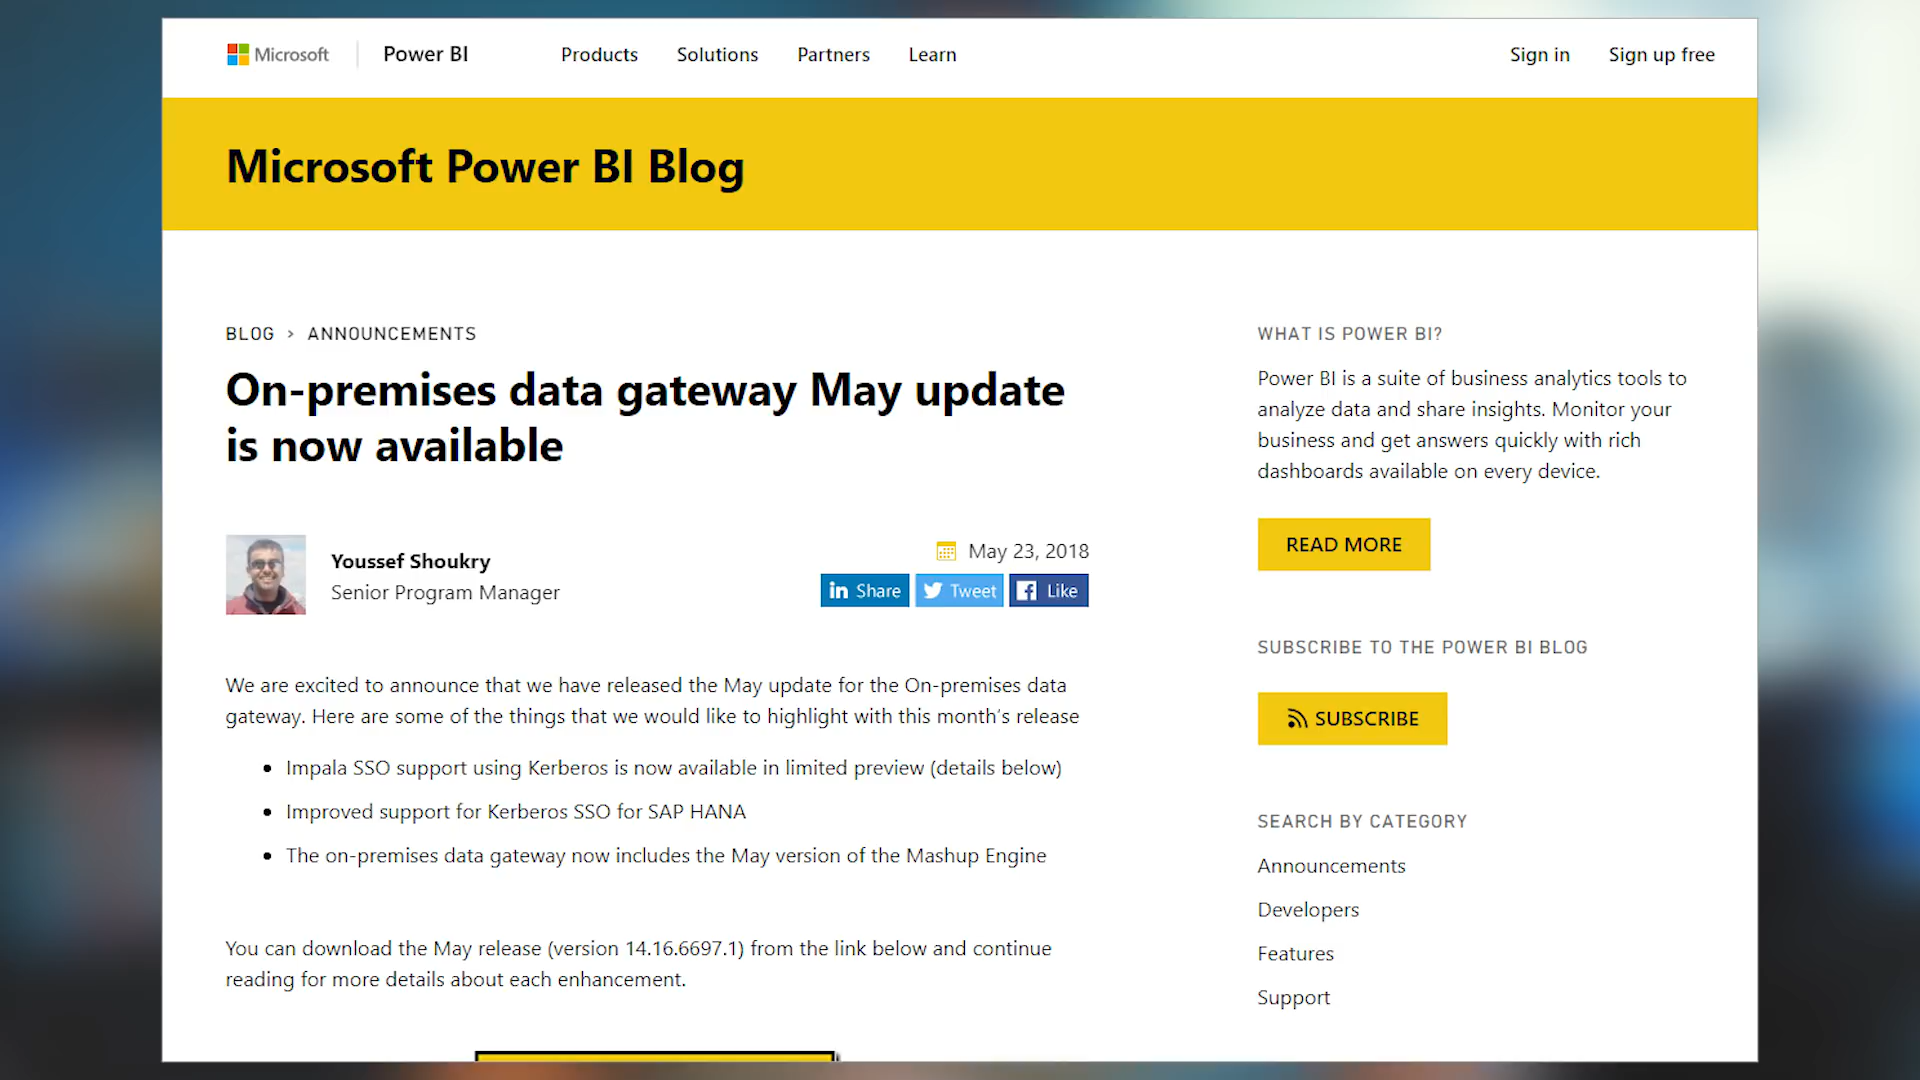 Microsoft Power BI Products Solutions Partners Learn Sign in Sign up free
Microsoft Power BI Blog
BLOG > ANNOUNCEMENTS
On-premises data gateway May update
is now available
Youssef Shoukry
Senior Program Manager
May 23, 2018
in Share Tweet Like
We are excited to announce that we have released the May update for the On-premises data
gateway. Here are some of the things that we would like to highlight with this month's release
• Impala SSO support using Kerberos is now available in limited preview (details below)
• Improved support for Kerberos SSO for SAP HANA
• The on-premises data gateway now includes the May version of the Mashup Engine
You can download the May release (version 14.16.6697.1) from the link below and continue
reading for more details about each enhancement.
WHAT IS POWER BI?
Power BI is a suite of business analytics tools to
analyze data and share insights. Monitor your
business and get answers quickly with rich
dashboards available on every device.
READ MORE
SUBSCRIBE TO THE POWER BI BLOG
SUBSCRIBE
SEARCH BY CATEGORY
Announcements
Developers
Features
Support